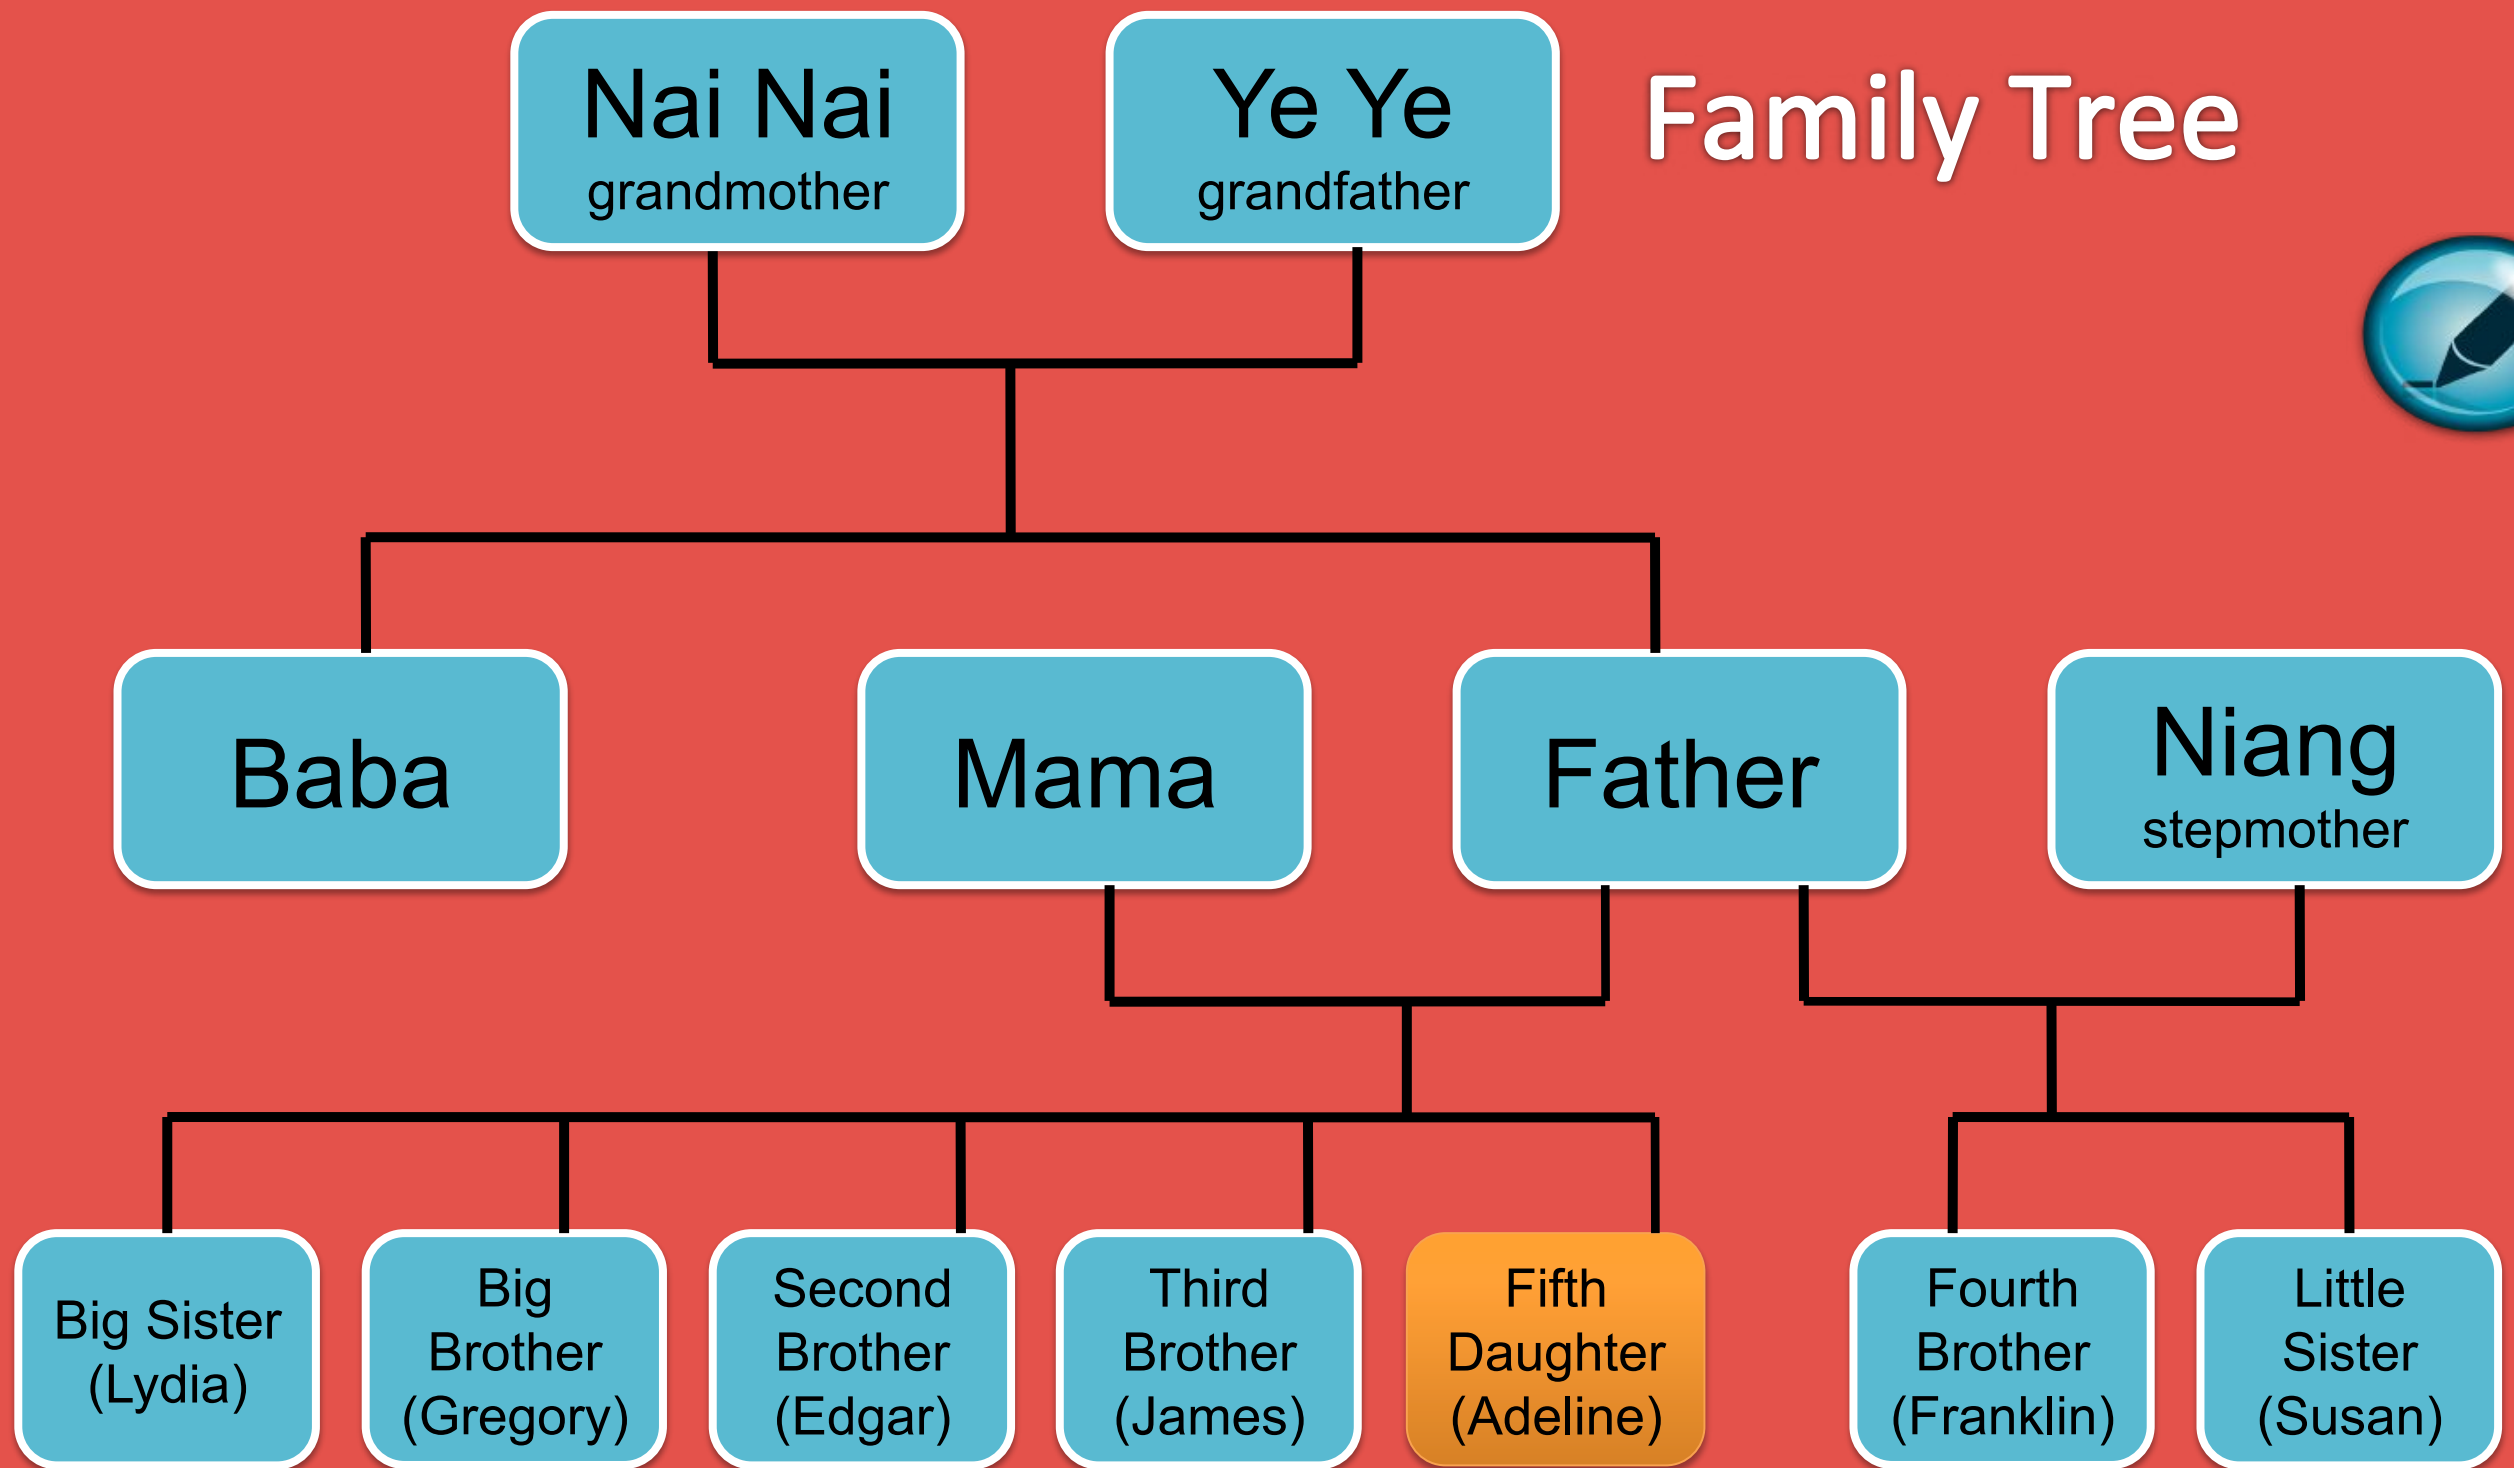 Nai Nai
grandmother
Ye Ye
grandfather
Family Tree
Baba
Mama
Father
Niang
stepmother
Big Sister
(Lydia)
Big
Brother
(Gregory)
Second
Brother
(Edgar)
Third
Brother
(James)
Fifth
Daughter
(Adeline)
Fourth
Brother
(Franklin)
Little
Sister
(Susan)